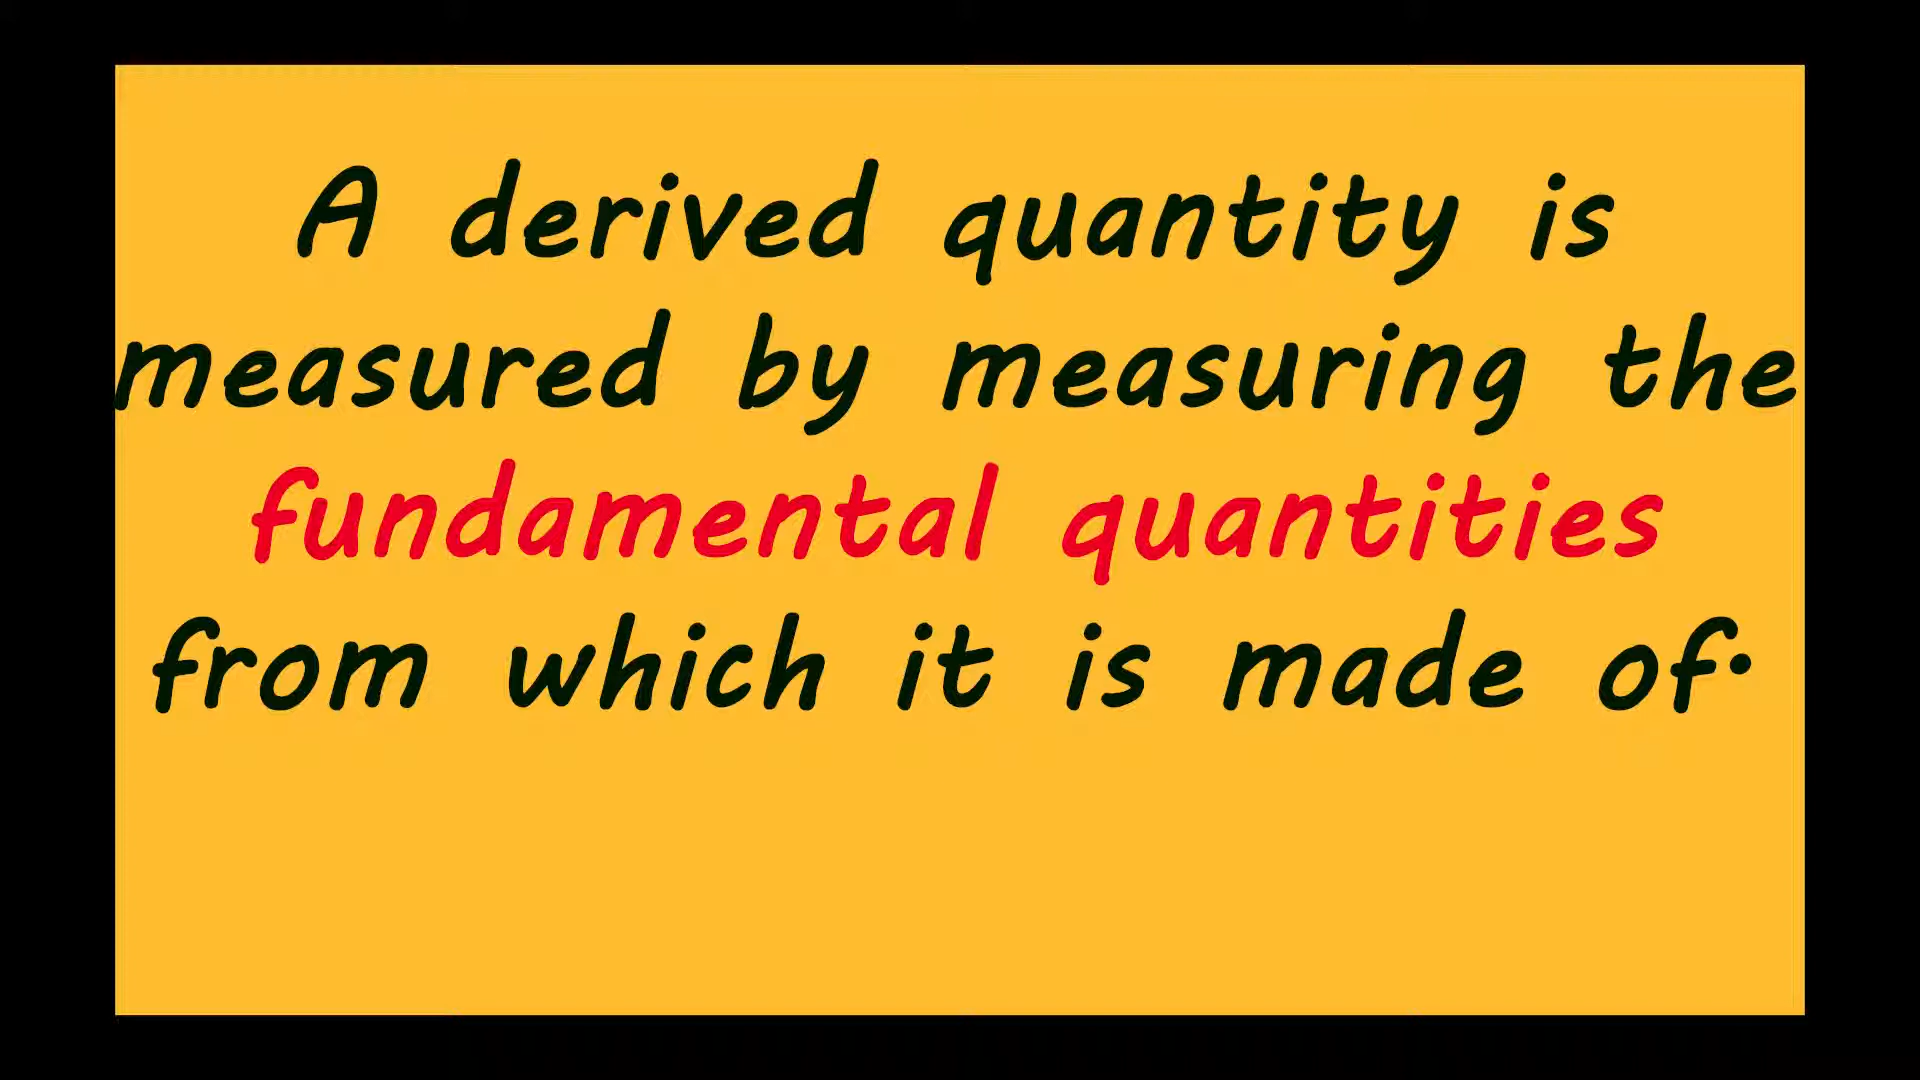 A derived quantity is
measured by measuring the
fundamental quantities
from which it is made of.